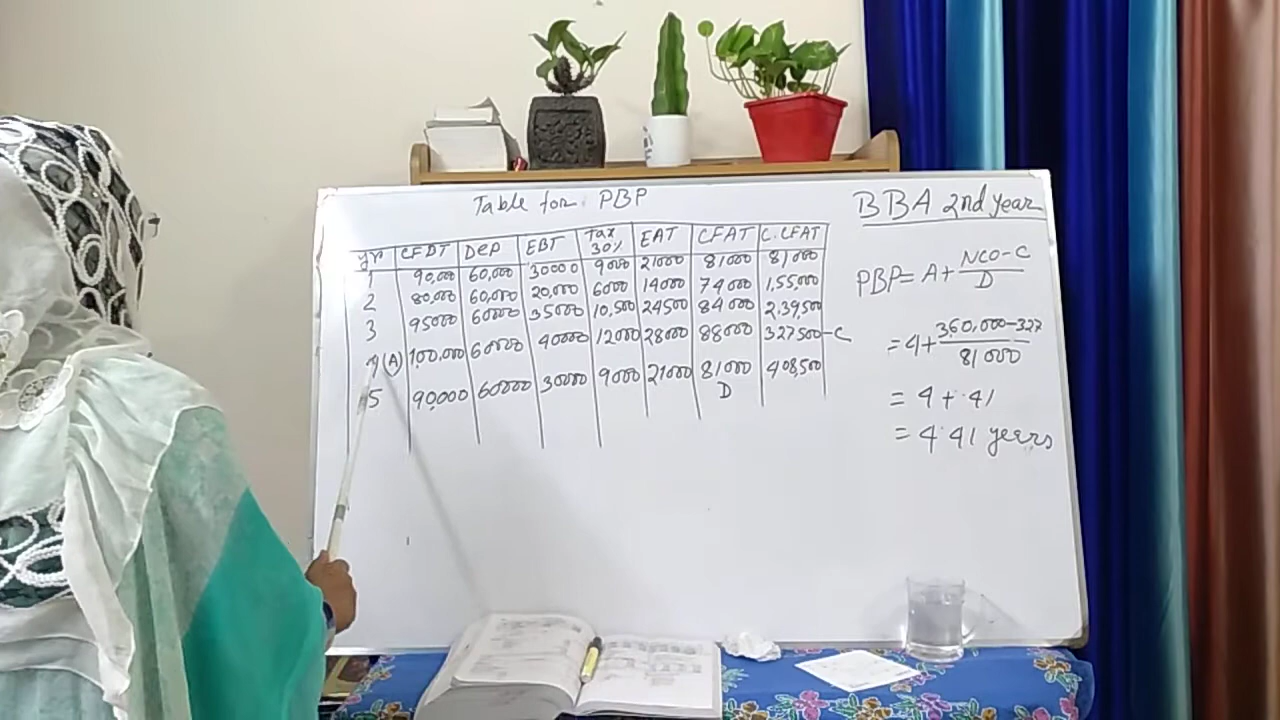 Table for PBP
yr CFDT Dep EBT Tax 30% EAT CFAT C.CFAT
1 90,000 60,000 30000 9000 21000 81000 81000
2 80,000 60,000 20,000 6000 14000 74000 1,55,000
3 95000 60000 35000 10,500 24500 84000 2,39,500
4 (A) 100,000 60000 40000 12000 28000 88000 327500-C
5 90,000 60000 30000 9000 21000 81000 408,500
D
BBA 2nd year
PBP = A + NCO-C / D
= 4 + 3,60,000-327 / 81000
= 4 + .41
= 4.41 years